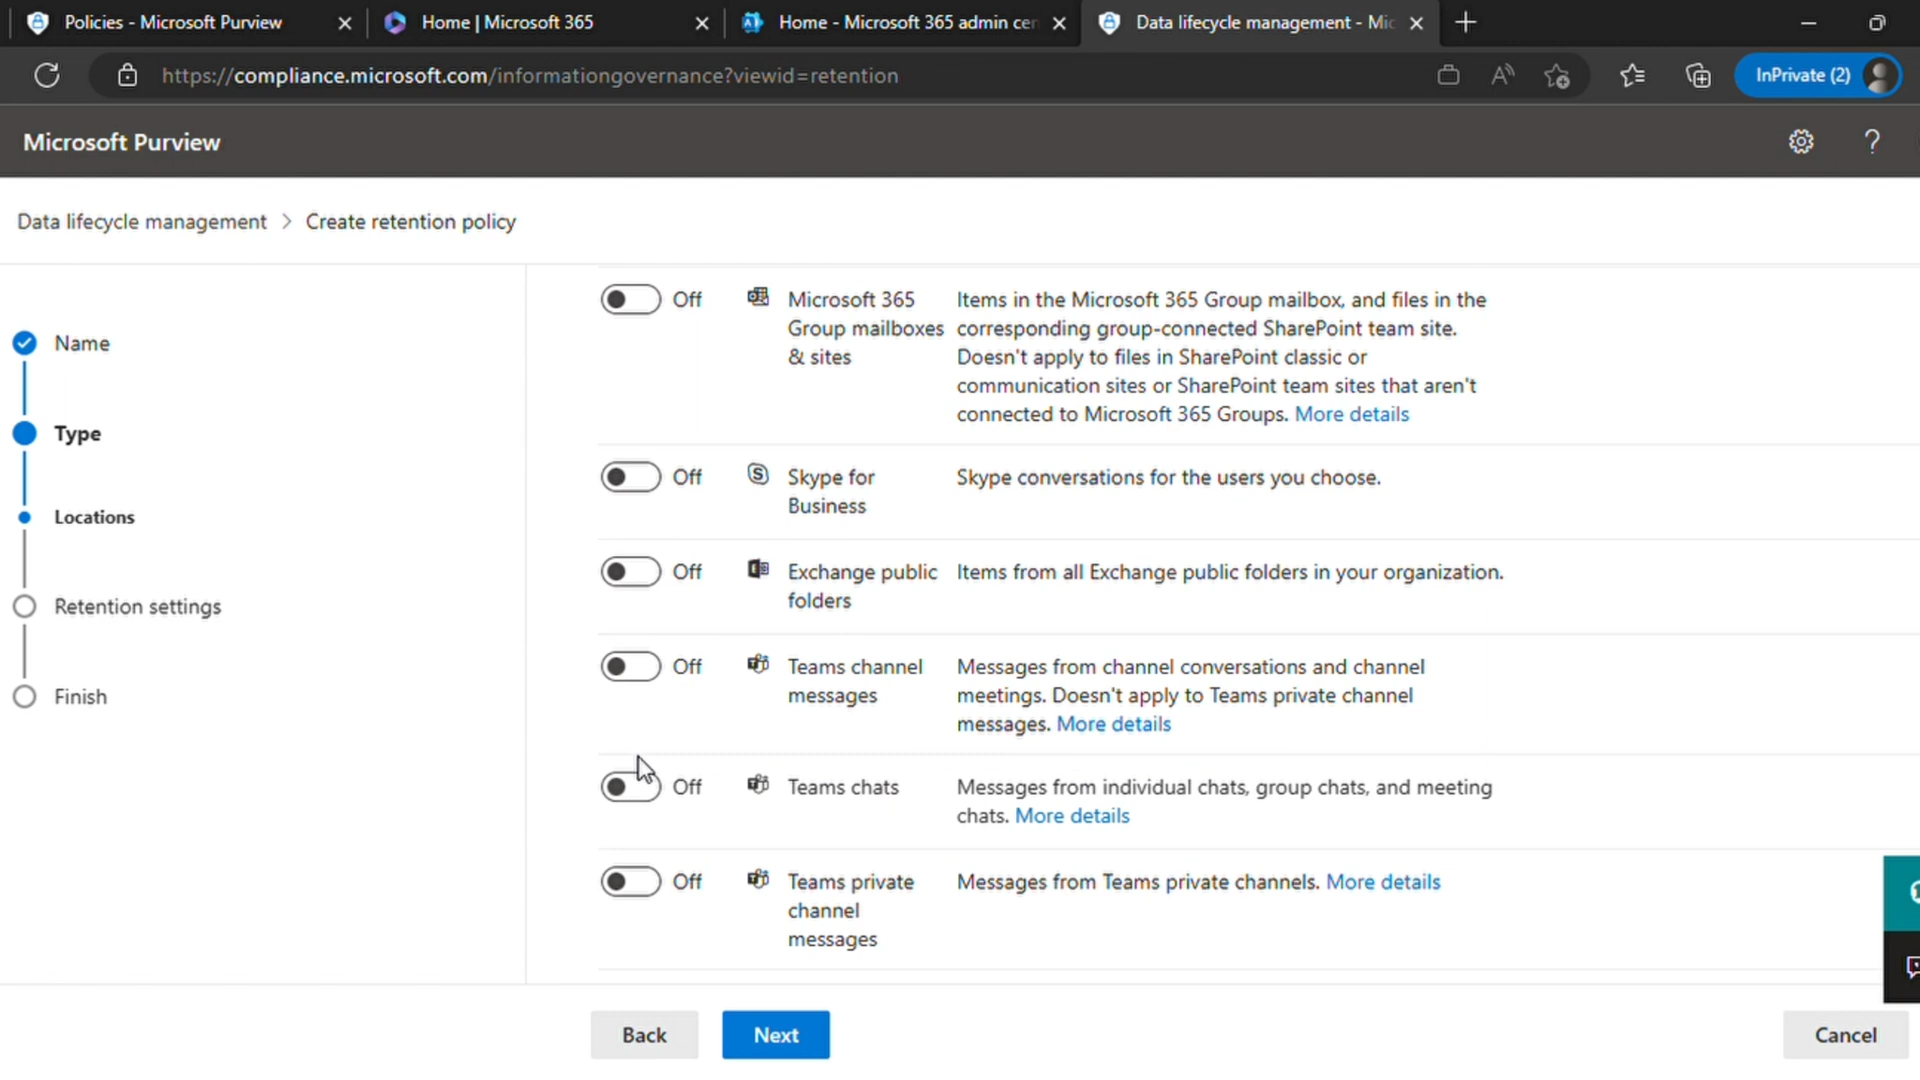 Policies - Microsoft Purview
Home | Microsoft 365
Home - Microsoft 365 admin cen
Data lifecycle management - Mic
https://compliance.microsoft.com/informationgovernance?viewid=retention
InPrivate (2)
Microsoft Purview
Data lifecycle management > Create retention policy
Name
Type
Locations
Retention settings
Finish
Off
Microsoft 365
Group mailboxes
& sites
Items in the Microsoft 365 Group mailbox, and files in the
corresponding group-connected SharePoint team site.
Doesn't apply to files in SharePoint classic or
communication sites or SharePoint team sites that aren't
connected to Microsoft 365 Groups. More details
Off
Skype for
Business
Skype conversations for the users you choose.
Off
Exchange public
folders
Items from all Exchange public folders in your organization.
Off
Teams channel
messages
Messages from channel conversations and channel
meetings. Doesn't apply to Teams private channel
messages. More details
Off
Teams chats
Messages from individual chats, group chats, and meeting
chats. More details
Off
Teams private
channel
messages
Messages from Teams private channels. More details
Back
Next
Cancel